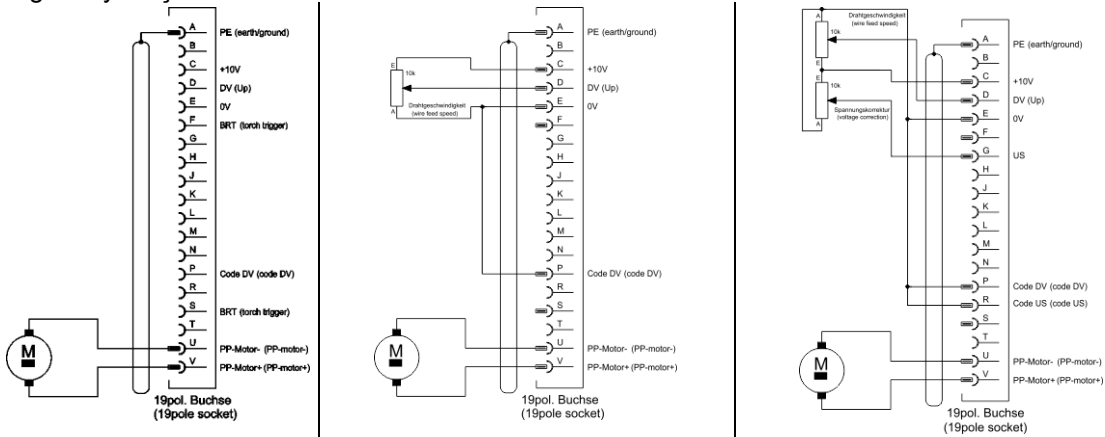 A
PE (earth/ground)
B
C
+10V
D
DV (Up)
E
0V
F
BRT (torch trigger)
G
H
J
K
L
M
N
P
Code DV (code DV)
R
S
BRT (torch trigger)
T
U
PP-Motor- (PP-motor-)
V
PP-Motor+ (PP-motor+)
M
19pol. Buchse
(19pole socket)
A
PE (earth/ground)
B
E
C
+10V
10k
D
DV (Up)
Drahtgeschwindigkeit
(wire feed speed)
A
E
0V
F
G
H
J
K
L
M
N
P
Code DV (code DV)
R
S
T
U
PP-Motor- (PP-motor-)
V
PP-Motor+ (PP-motor+)
M
19pol. Buchse
(19pole socket)
A
Drahtgeschwindigkeit
(wire feed speed)
10k
E
E
10k
Spannungskorrektur
(voltage correction)
A
A
PE (earth/ground)
B
C
+10V
D
DV (Up)
E
0V
F
G
US
H
J
K
L
M
N
P
Code DV (code DV)
R
Code US (code US)
S
T
U
PP-Motor- (PP-motor-)
V
PP-Motor+ (PP-motor+)
M
19pol. Buchse
(19pole socket)